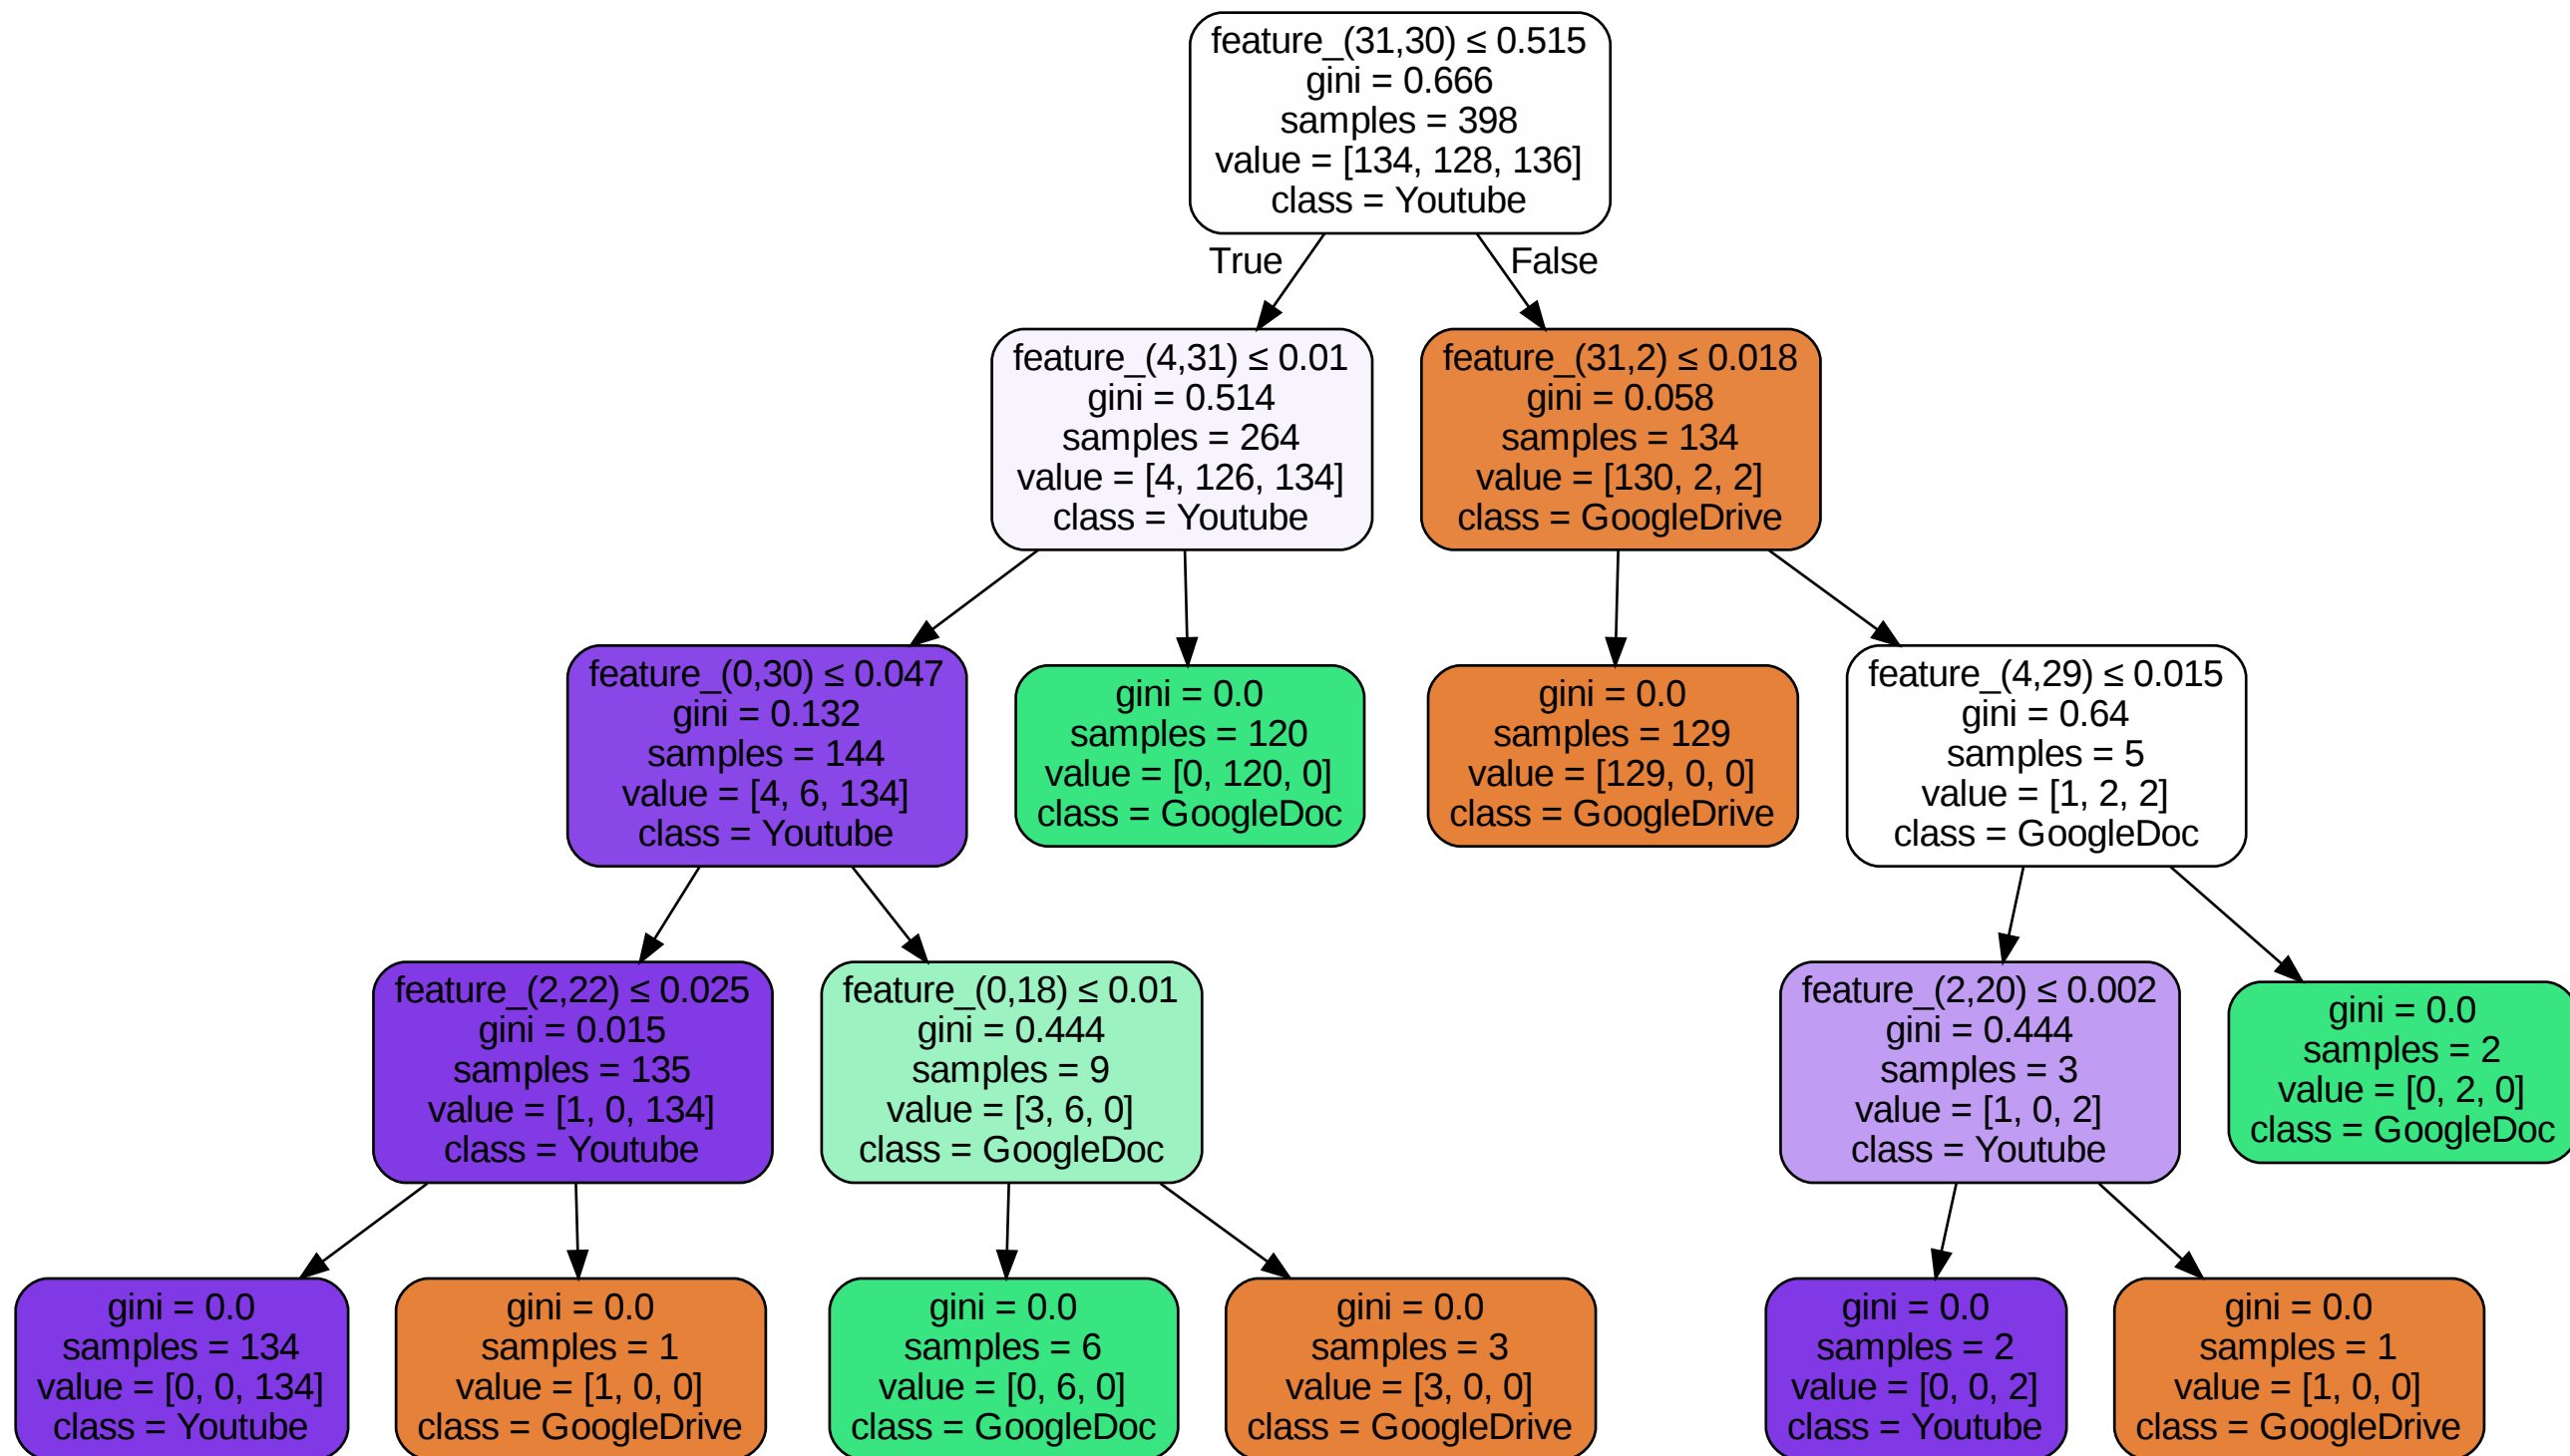 feature_(31,30) ≤ 0.515
gini = 0.666
samples = 398
value = [134, 128, 136]
class = Youtube
True
False
feature_(4,31) ≤ 0.01
gini = 0.514
samples = 264
value = [4, 126, 134]
class = Youtube
feature_(31,2) ≤ 0.018
gini = 0.058
samples = 134
value = [130, 2, 2]
class = GoogleDrive
feature_(0,30) ≤ 0.047
gini = 0.132
samples = 144
value = [4, 6, 134]
class = Youtube
gini = 0.0
samples = 120
value = [0, 120, 0]
class = GoogleDoc
gini = 0.0
samples = 129
value = [129, 0, 0]
class = GoogleDrive
feature_(4,29) ≤ 0.015
gini = 0.64
samples = 5
value = [1, 2, 2]
class = GoogleDoc
feature_(2,22) ≤ 0.025
gini = 0.015
samples = 135
value = [1, 0, 134]
class = Youtube
feature_(0,18) ≤ 0.01
gini = 0.444
samples = 9
value = [3, 6, 0]
class = GoogleDoc
feature_(2,20) ≤ 0.002
gini = 0.444
samples = 3
value = [1, 0, 2]
class = Youtube
gini = 0.0
samples = 2
value = [0, 2, 0]
class = GoogleDoc
gini = 0.0
samples = 134
value = [0, 0, 134]
class = Youtube
gini = 0.0
samples = 1
value = [1, 0, 0]
class = GoogleDrive
gini = 0.0
samples = 6
value = [0, 6, 0]
class = GoogleDoc
gini = 0.0
samples = 3
value = [3, 0, 0]
class = GoogleDrive
gini = 0.0
samples = 2
value = [0, 0, 2]
class = Youtube
gini = 0.0
samples = 1
value = [1, 0, 0]
class = GoogleDrive